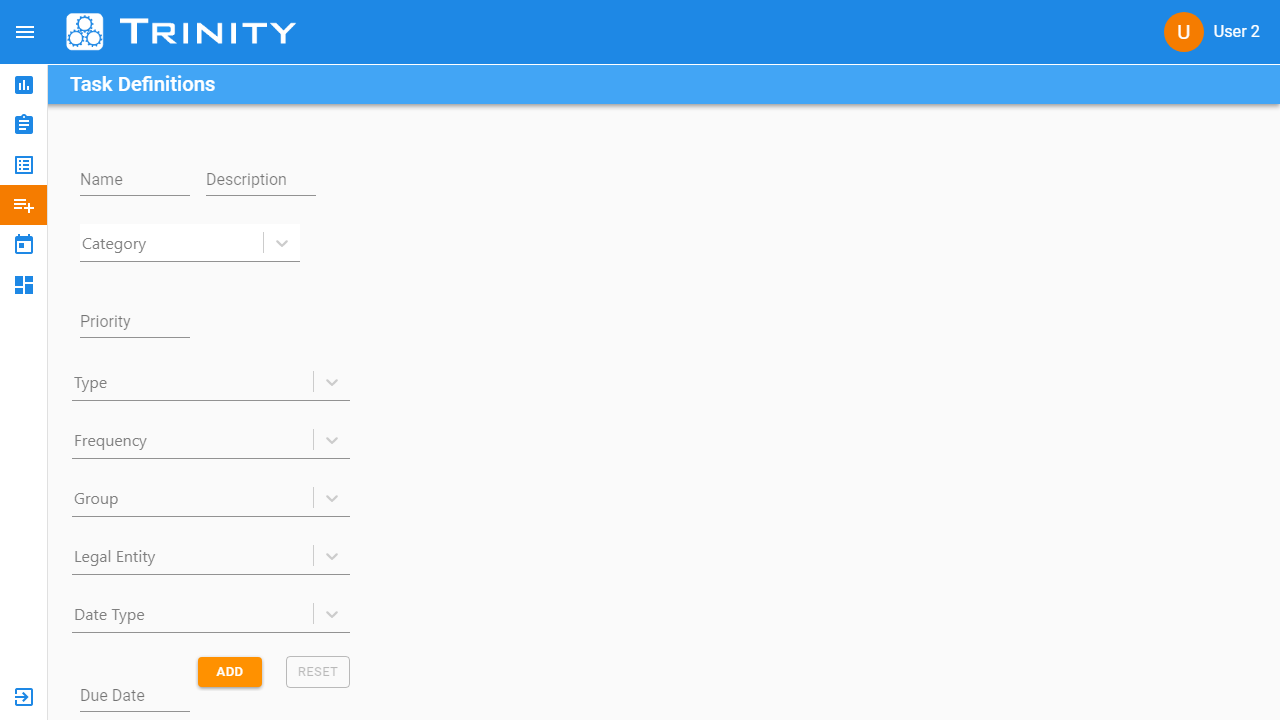 TRINITY
U User 2
Task Definitions
Name Description
Category
Priority
Type
Frequency
Group
Legal Entity
Date Type
ADD RESET
Due Date